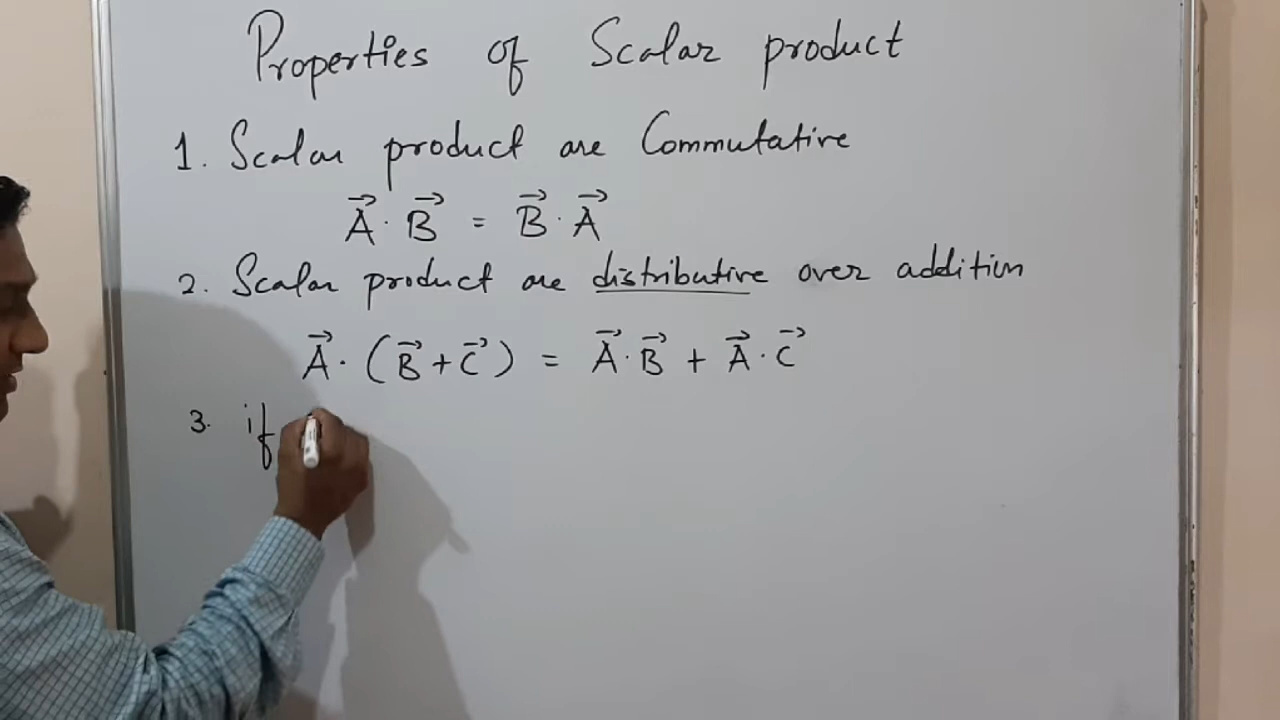 Properties of Scalar product
1. Scalar product are Commutative
A⃗ · B⃗ = B⃗ · A⃗
2. Scalar product are distributive over addition
A⃗ · (B⃗ + C⃗) = A⃗ · B⃗ + A⃗ · C⃗
3. if